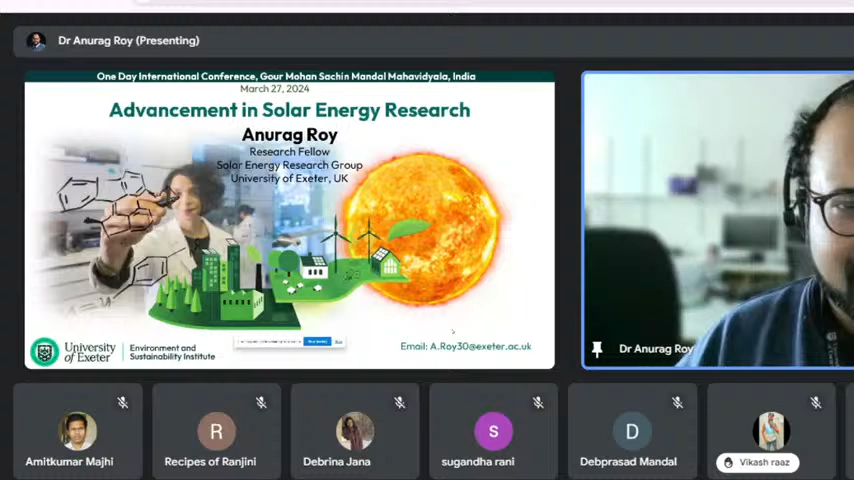 Dr Anurag Roy (Presenting)
One Day International Conference, Gour Mohan Sachin Mandal Mahavidyala, India
March 27, 2024
Advancement in Solar Energy Research
Anurag Roy
Research Fellow
Solar Energy Research Group
University of Exeter, UK
University
of Exeter
Environment and
Sustainability Institute
Email: A.Roy30@exeter.ac.uk
Dr Anurag Roy
Amitkumar Majhi
R
Recipes of Ranjini
Debrina Jana
s
sugandha rani
D
Debprasad Mandal
Vikash raaz